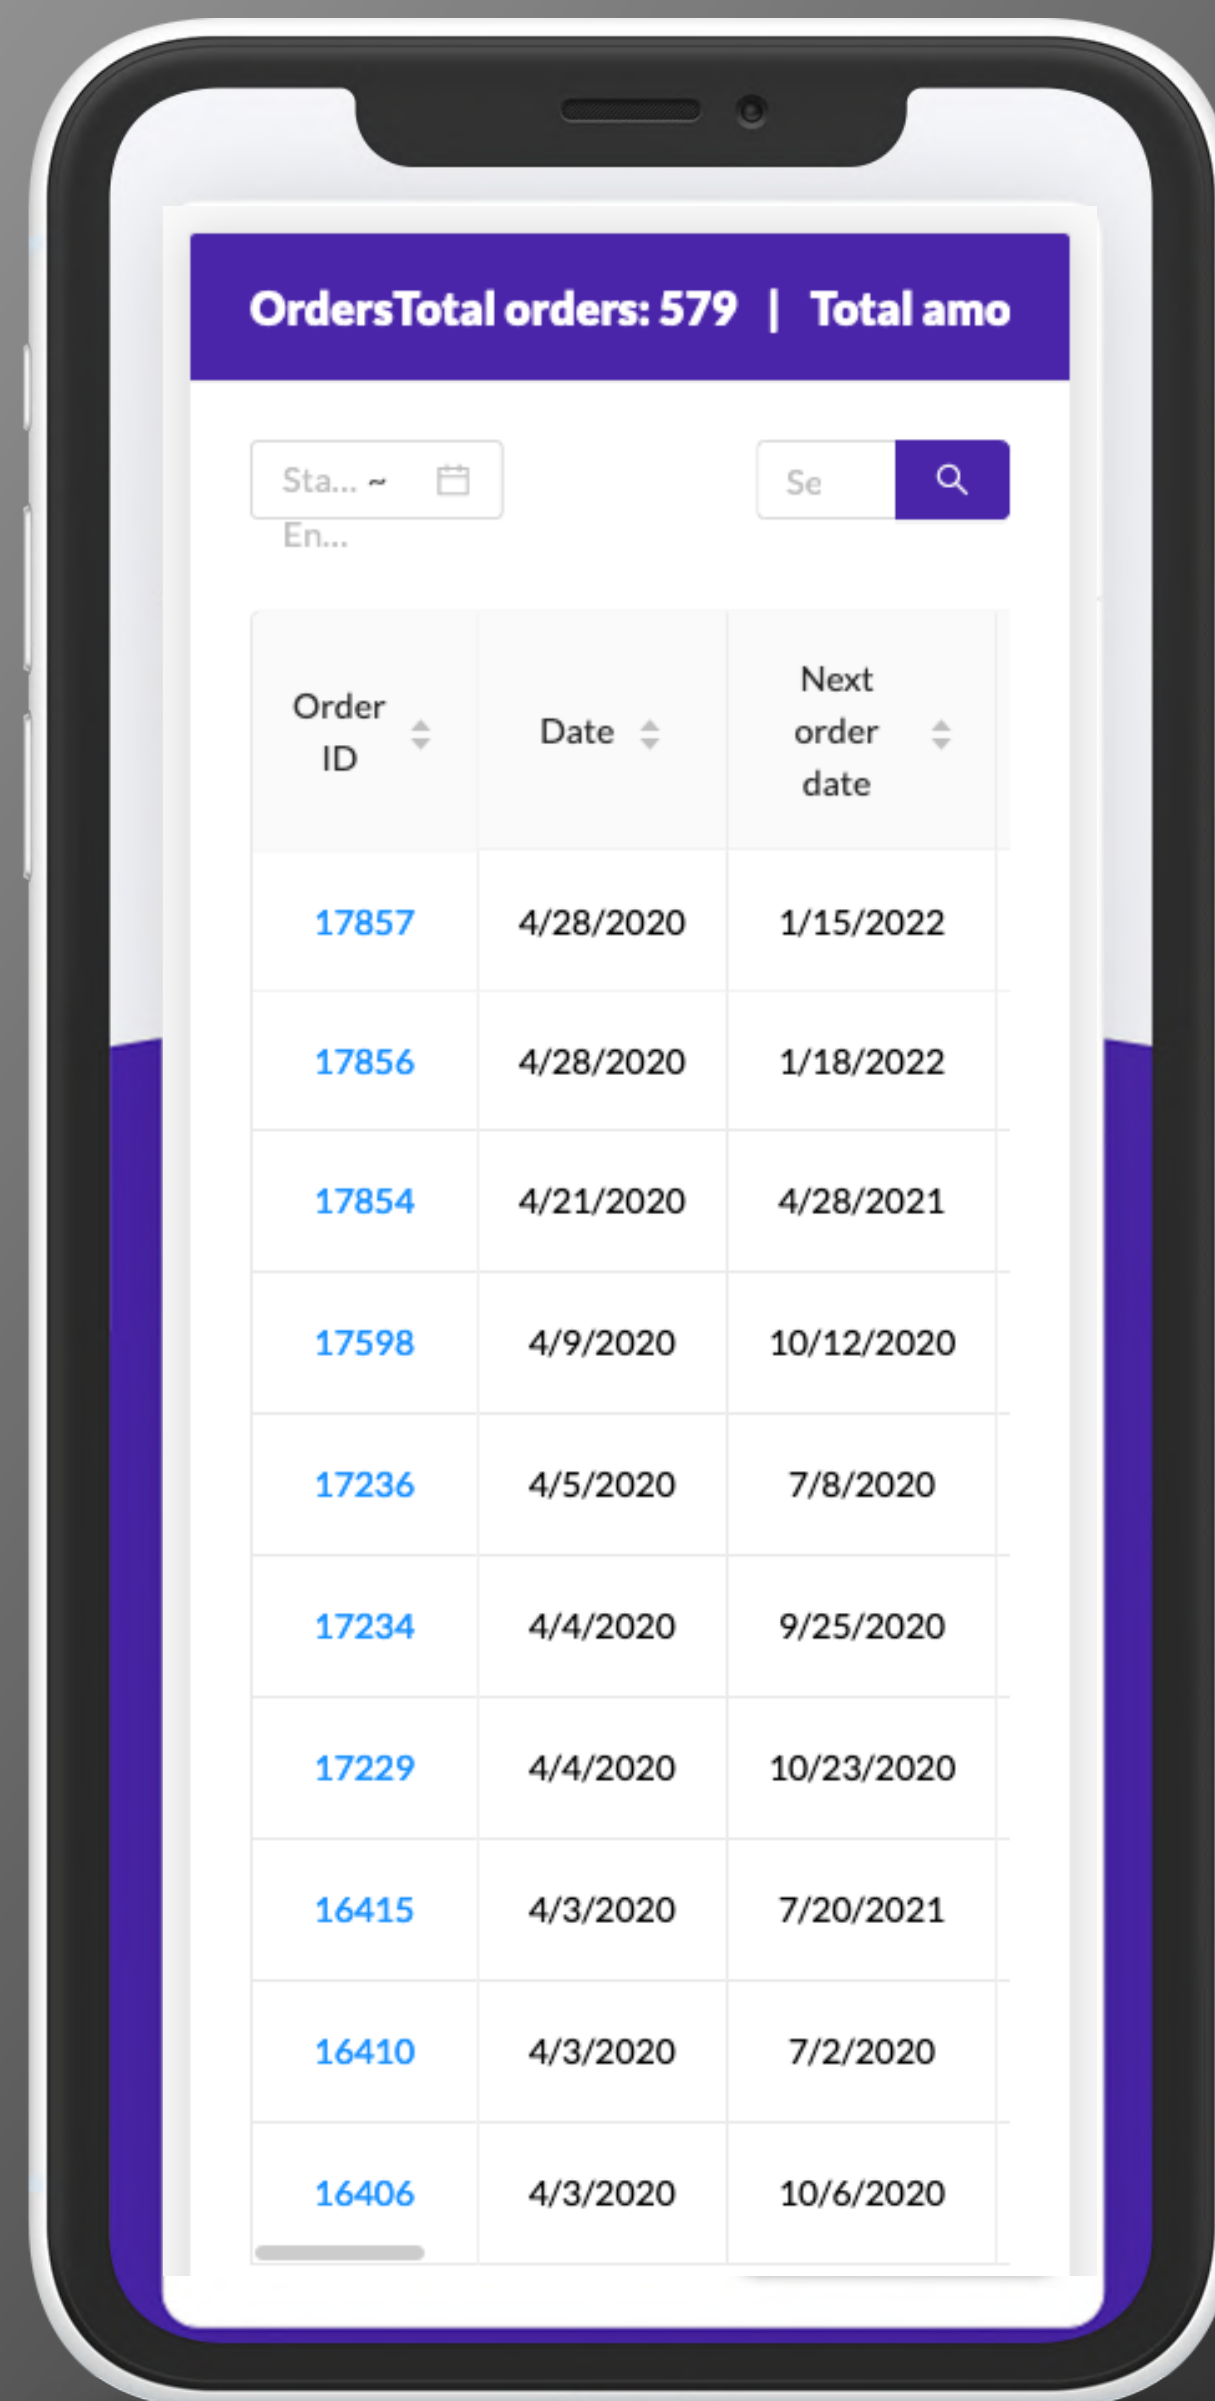 OrdersTotal orders: 579 | Total amo
Sta... ~
En...
Se
Order ID
Date
Next order date
17857 4/28/2020 1/15/2022
17856 4/28/2020 1/18/2022
17854 4/21/2020 4/28/2021
17598 4/9/2020 10/12/2020
17236 4/5/2020 7/8/2020
17234 4/4/2020 9/25/2020
17229 4/4/2020 10/23/2020
16415 4/3/2020 7/20/2021
16410 4/3/2020 7/2/2020
16406 4/3/2020 10/6/2020